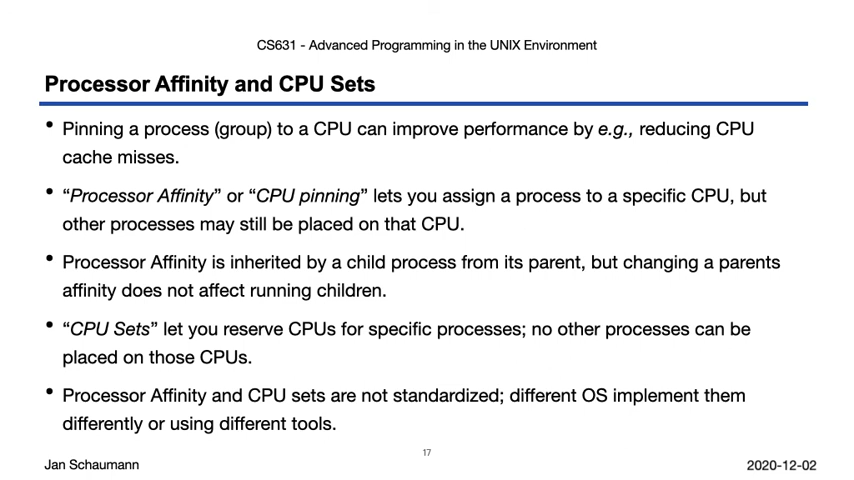 CS631 - Advanced Programming in the UNIX Environment
Processor Affinity and CPU Sets
• Pinning a process (group) to a CPU can improve performance by e.g., reducing CPU
cache misses.
• “Processor Affinity” or “CPU pinning” lets you assign a process to a specific CPU, but
other processes may still be placed on that CPU.
• Processor Affinity is inherited by a child process from its parent, but changing a parents
affinity does not affect running children.
• “CPU Sets” let you reserve CPUs for specific processes; no other processes can be
placed on those CPUs.
• Processor Affinity and CPU sets are not standardized; different OS implement them
differently or using different tools.
17
Jan Schaumann
2020-12-02